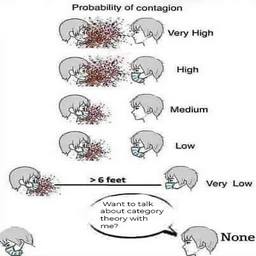 Probability of contagion
Very High
High
Medium
Low
> 6 feet
Very Low
Want to talk
about category
theory with
me?
None